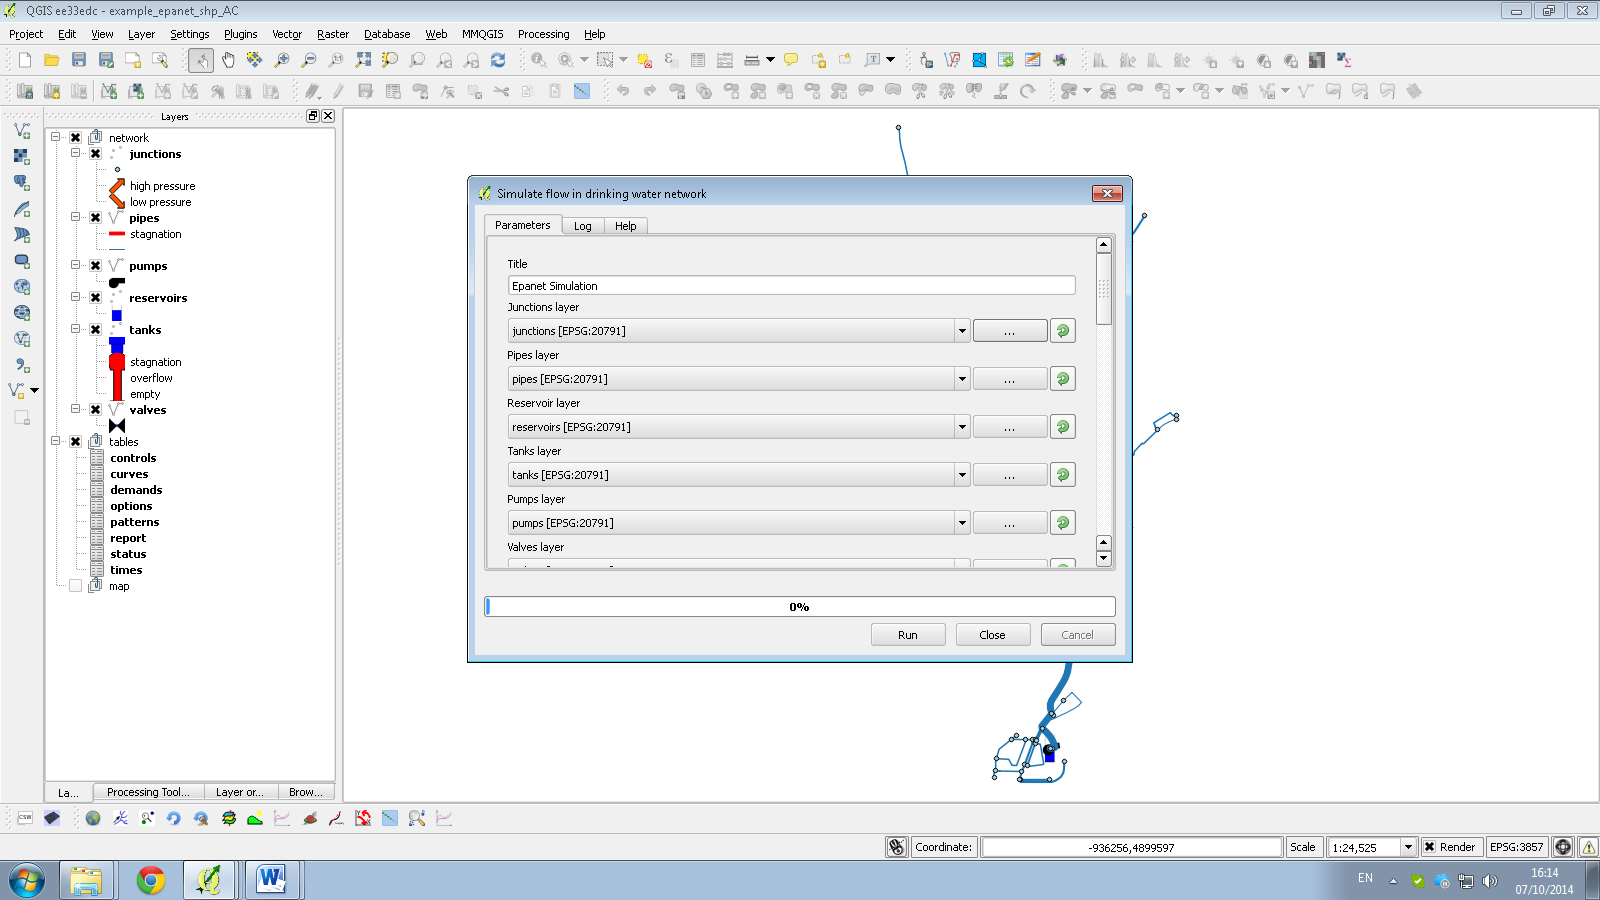 QGIS ee33edc - example_epanet_shp_AC
Project Edit View Layer Settings Plugins Vector Raster Database Web MMQGIS Processing Help
Layers
network
junctions
high pressure
low pressure
pipes
stagnation
pumps
reservoirs
tanks
stagnation
overflow
empty
valves
tables
controls
curves
demands
options
patterns
report
status
times
map
La... Processing Tool... Layer or... Brow...
Simulate flow in drinking water network
Parameters Log Help
Title
Epanet Simulation
Junctions layer
junctions [EPSG:20791] ...
Pipes layer
pipes [EPSG:20791] ...
Reservoir layer
reservoirs [EPSG:20791] ...
Tanks layer
tanks [EPSG:20791] ...
Pumps layer
pumps [EPSG:20791] ...
Valves layer
0%
Run Close Cancel
CSW
Coordinate: -936256,4899597 Scale 1:24,525 Render EPSG:3857
EN 16:14
07/10/2014